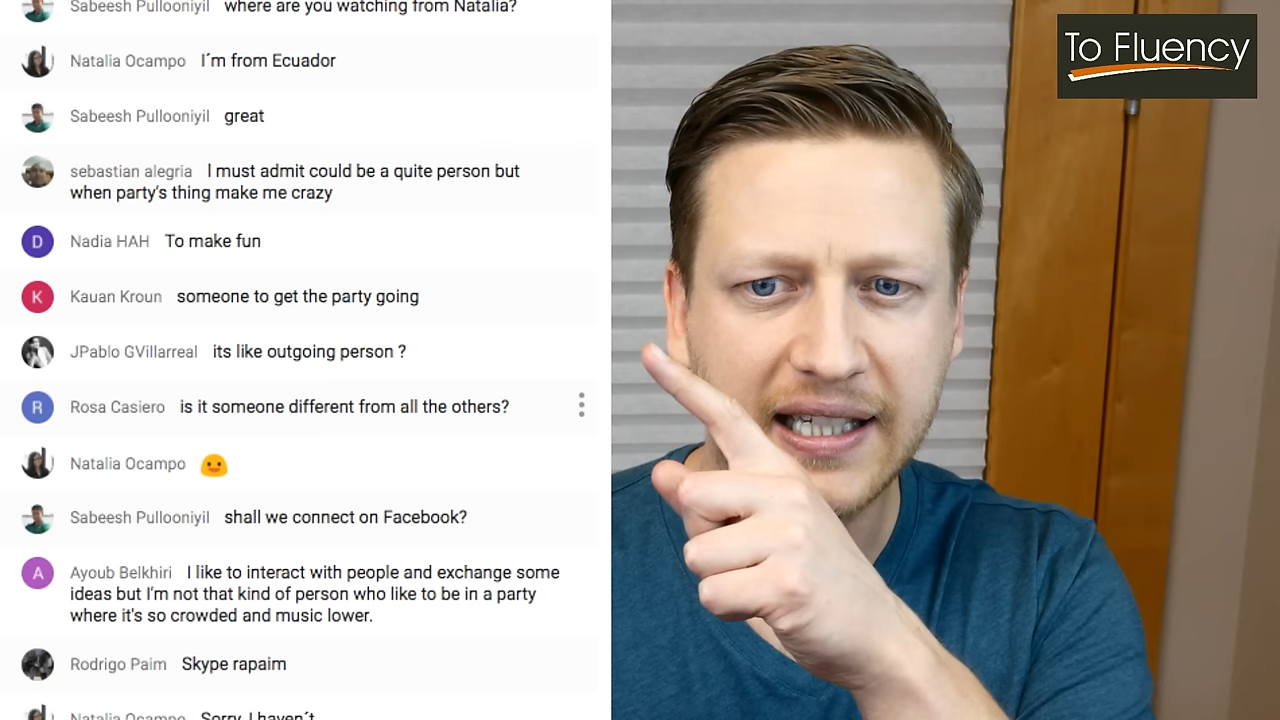 Sabeesh Pullooniyil where are you watching from Natalia?
To Fluency
Natalia Ocampo I´m from Ecuador
Sabeesh Pullooniyil great
sebastian alegria I must admit could be a quite person but
when party's thing make me crazy
D Nadia HAH To make fun
K Kauan Kroun someone to get the party going
JPablo GVillarreal its like outgoing person ?
R Rosa Casiero is it someone different from all the others?
Natalia Ocampo
Sabeesh Pullooniyil shall we connect on Facebook?
A Ayoub Belkhiri I like to interact with people and exchange some
ideas but I'm not that kind of person who like to be in a party
where it's so crowded and music lower.
Rodrigo Paim Skype rapaim
Natalia Ocampo Sorry, I haven´t